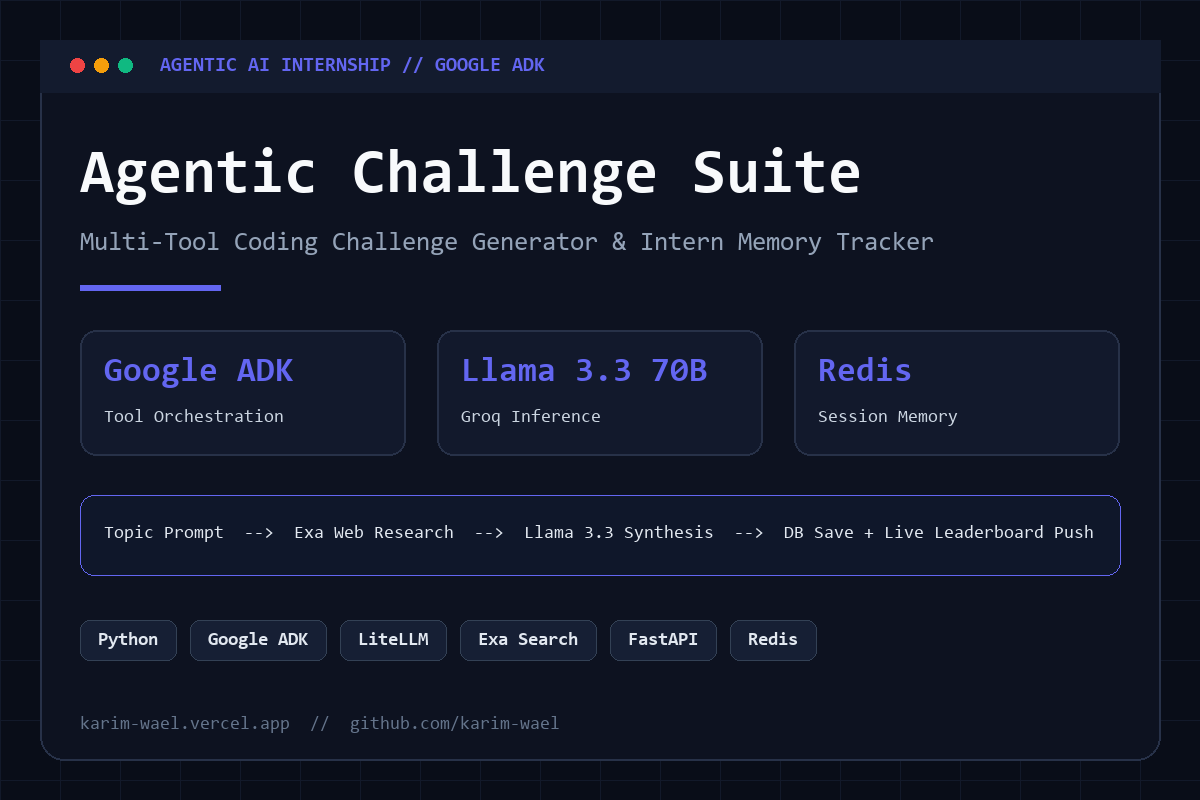 AGENTIC AI INTERNSHIP // GOOGLE ADK
Agentic Challenge Suite
Multi-Tool Coding Challenge Generator & Intern Memory Tracker
Google ADK
Tool Orchestration
Llama 3.3 70B
Groq Inference
Redis
Session Memory
Topic Prompt --> Exa Web Research --> Llama 3.3 Synthesis --> DB Save + Live Leaderboard Push
Python Google ADK LiteLLM Exa Search FastAPI Redis
karim-wael.vercel.app // github.com/karim-wael